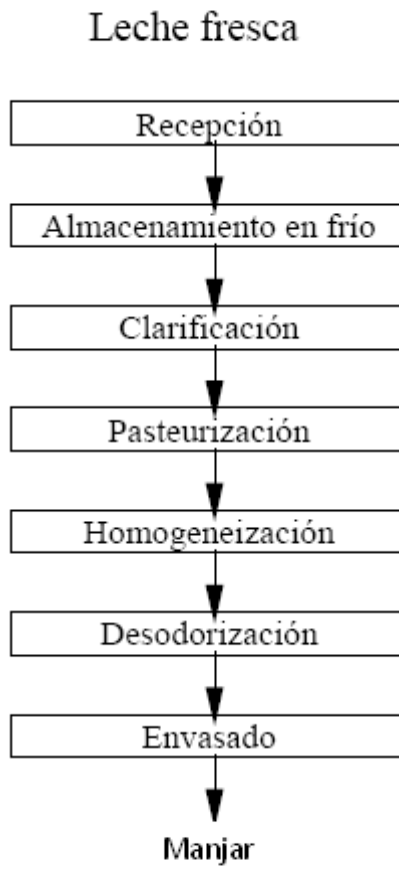 Leche fresca
Recepción
Almacenamiento en frío
Clarificación
Pasteurización
Homogeneización
Desodorización
Envasado
Manjar